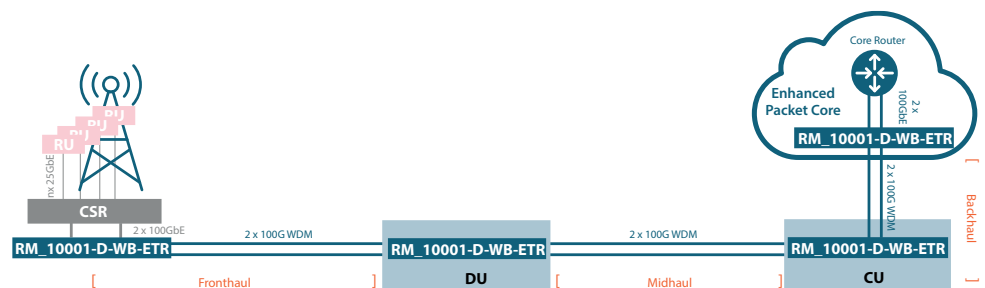 Core Router
Enhanced
Packet Core
2 x
100GbE
RM_10001-D-WB-ETR
RU
RU
RU
RU
nx 25GbE
CSR
2 x 100GbE
2 x 100G WDM
Backhaul
RM_10001-D-WB-ETR
2 x 100G WDM
RM_10001-D-WB-ETR
2 x 100G WDM
RM_10001-D-WB-ETR
DU
CU
[ Fronthaul ]
[ Midhaul ]